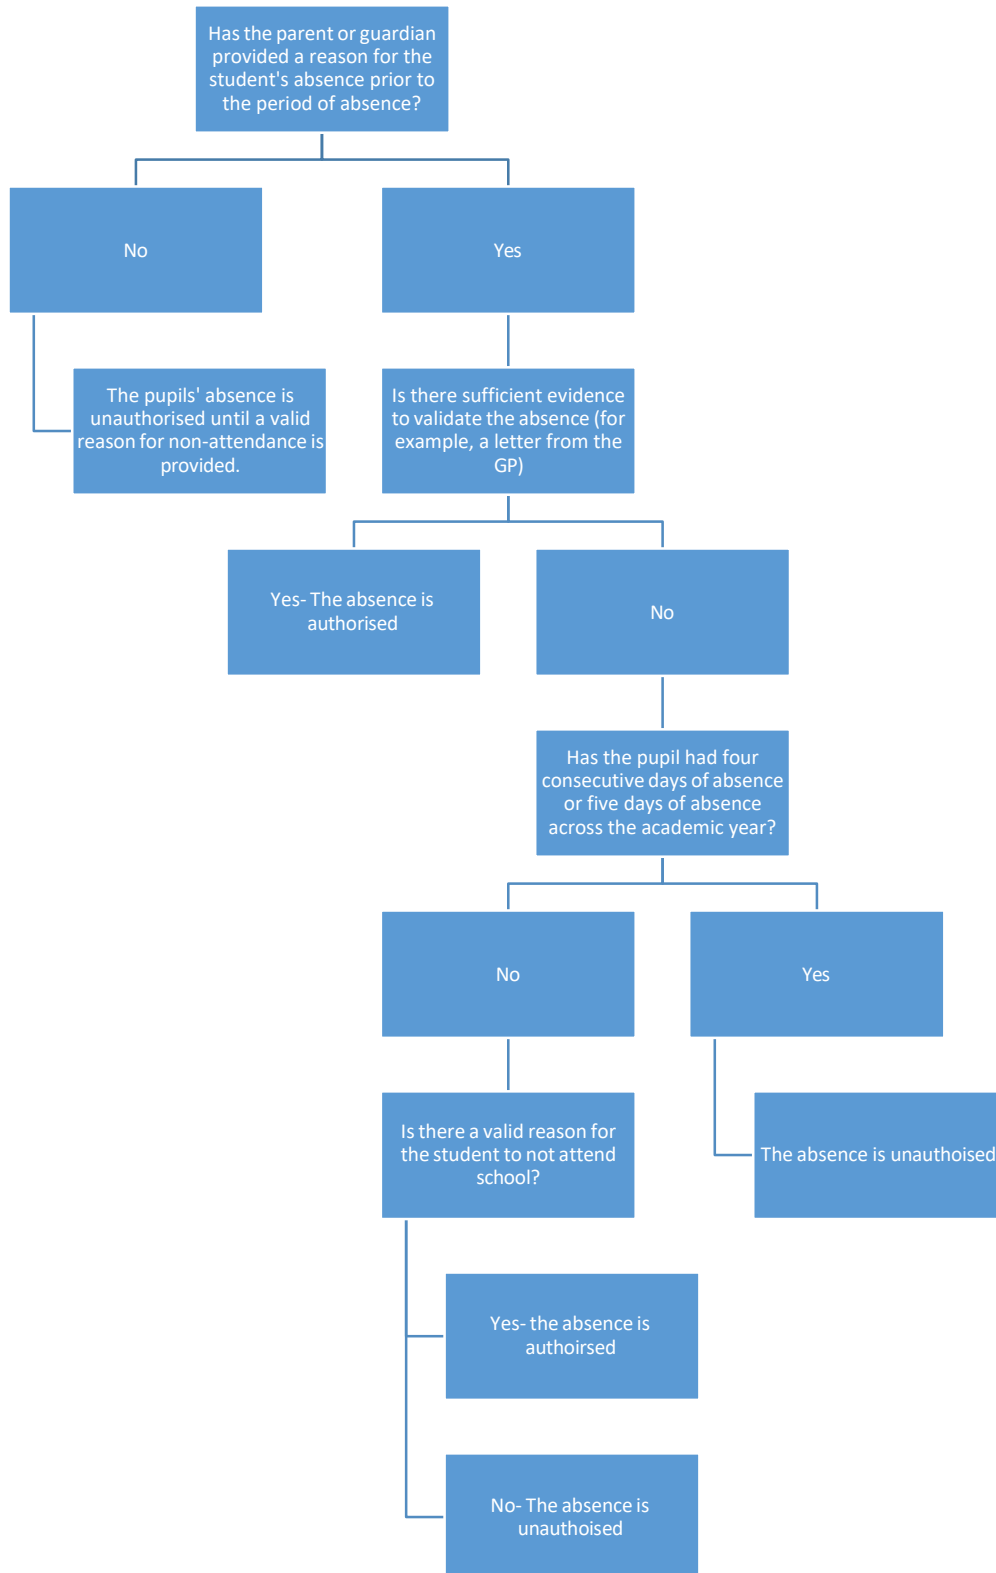 Has the parent or guardian
provided a reason for the
student's absence prior to
the period of absence?
No
Yes
The pupils' absence is
unauthorised until a valid
reason for non-attendance is
provided.
Is there sufficient evidence
to validate the absence (for
example, a letter from the
GP)
Yes- The absence is
authorised
No
Has the pupil had four
consecutive days of absence
or five days of absence
across the academic year?
No
Yes
Is there a valid reason for
the student to not attend
school?
The absence is unauthoised
Yes- the absence is
authoirsed
No- The absence is
unauthoised